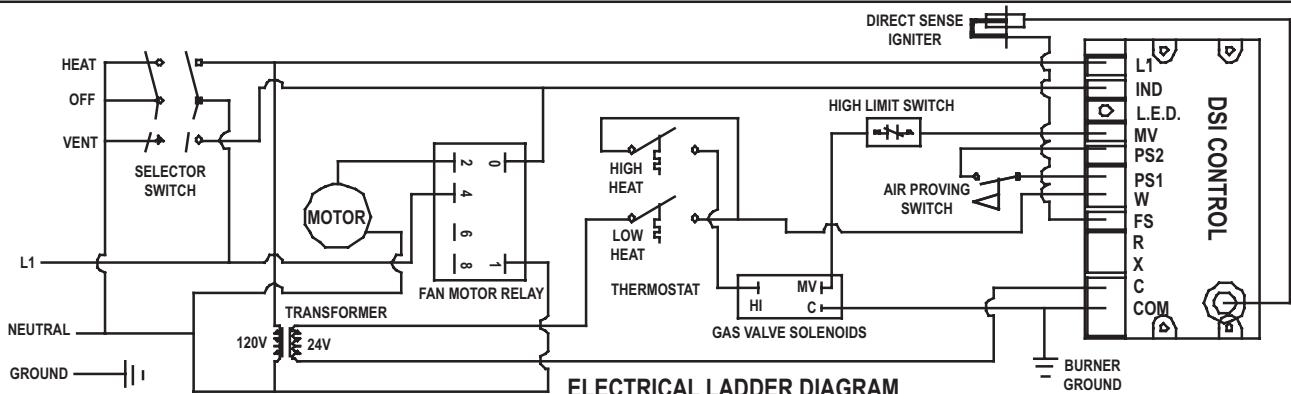 DIRECT SENSE
IGNITER
HEAT
OFF
VENT
SELECTOR
SWITCH
L1
NEUTRAL
GROUND
MOTOR
2
0
4
6
8
1
FAN MOTOR RELAY
TRANSFORMER
120V
24V
HIGH
HEAT
LOW
HEAT
THERMOSTAT
HIGH LIMIT SWITCH
AIR PROVING
SWITCH
HI
MV
C
GAS VALVE SOLENOIDS
BURNER
GROUND
L1
IND
L.E.D.
MV
PS2
PS1
W
FS
R
X
C
COM
DSI CONTROL
ELECTRICAL LADDER DIAGRAM